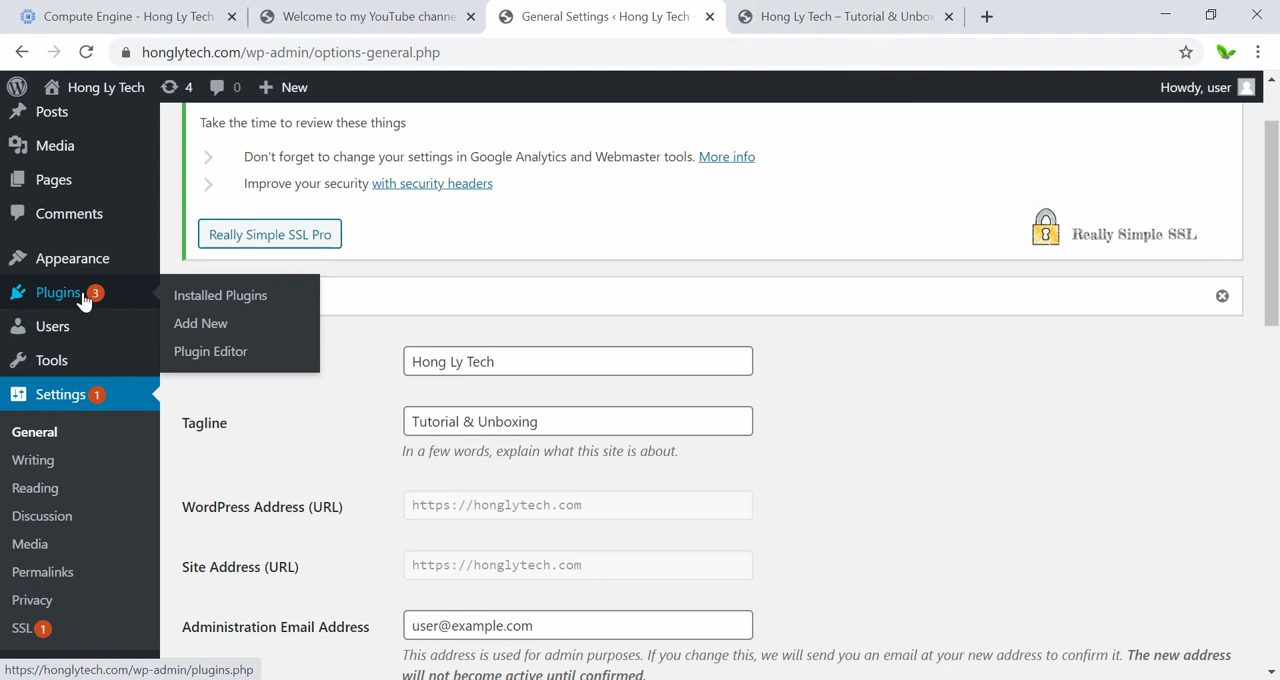 Compute Engine - Hong Ly Tech
Welcome to my YouTube channe
General Settings ‹ Hong Ly Tech
Hong Ly Tech – Tutorial & Unbox
honglytech.com/wp-admin/options-general.php
Hong Ly Tech
4
0
New
Howdy, user
Posts
Media
Pages
Comments
Appearance
Plugins 3
Users
Tools
Settings 1
General
Writing
Reading
Discussion
Media
Permalinks
Privacy
SSL 1
https://honglytech.com/wp-admin/plugins.php
Installed Plugins
Add New
Plugin Editor
Take the time to review these things
Don't forget to change your settings in Google Analytics and Webmaster tools. More info
Improve your security with security headers
Really Simple SSL Pro
Really Simple SSL
Hong Ly Tech
Tagline
Tutorial & Unboxing
In a few words, explain what this site is about.
WordPress Address (URL)
https://honglytech.com
Site Address (URL)
https://honglytech.com
Administration Email Address
user@example.com
This address is used for admin purposes. If you change this, we will send you an email at your new address to confirm it. The new address
will not become active until confirmed.